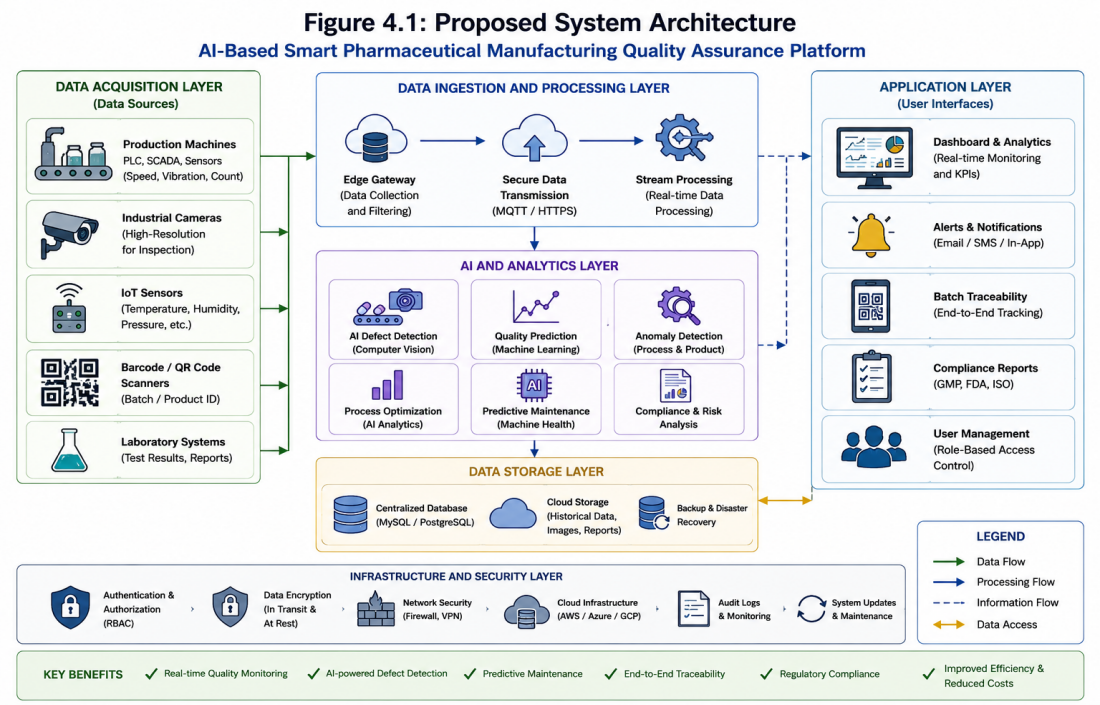 Figure 4.1: Proposed System Architecture
AI-Based Smart Pharmaceutical Manufacturing Quality Assurance Platform
DATA ACQUISITION LAYER
(Data Sources)
Production Machines
PLC, SCADA, Sensors
(Speed, Vibration, Count)
Industrial Cameras
(High-Resolution
for Inspection)
IoT Sensors
(Temperature, Humidity,
Pressure, etc.)
Barcode / QR Code
Scanners
(Batch / Product ID)
Laboratory Systems
(Test Results, Reports)
DATA INGESTION AND PROCESSING LAYER
Edge Gateway
(Data Collection
and Filtering)
Secure Data
Transmission
(MQTT / HTTPS)
Stream Processing
(Real-time Data
Processing)
AI AND ANALYTICS LAYER
AI Defect Detection
(Computer Vision)
Quality Prediction
(Machine Learning)
Anomaly Detection
(Process & Product)
Process Optimization
(AI Analytics)
AI
Predictive Maintenance
(Machine Health)
Compliance & Risk
Analysis
DATA STORAGE LAYER
Centralized Database
(MySQL / PostgreSQL)
Cloud Storage
(Historical Data,
Images, Reports)
Backup & Disaster
Recovery
APPLICATION LAYER
(User Interfaces)
Dashboard & Analytics
(Real-time Monitoring
and KPIs)
Alerts & Notifications
(Email / SMS / In-App)
Batch Traceability
(End-to-End Tracking)
Compliance Reports
(GMP, FDA, ISO)
User Management
(Role-Based Access
Control)
LEGEND
Data Flow
Processing Flow
Information Flow
Data Access
INFRASTRUCTURE AND SECURITY LAYER
Authentication &
Authorization
(RBAC)
Data Encryption
(In Transit &
At Rest)
Network Security
(Firewall, VPN)
Cloud Infrastructure
(AWS / Azure / GCP)
Audit Logs
& Monitoring
System Updates
& Maintenance
KEY BENEFITS
Real-time Quality Monitoring
AI-powered Defect Detection
Predictive Maintenance
End-to-End Traceability
Regulatory Compliance
Improved Efficiency &
Reduced Costs